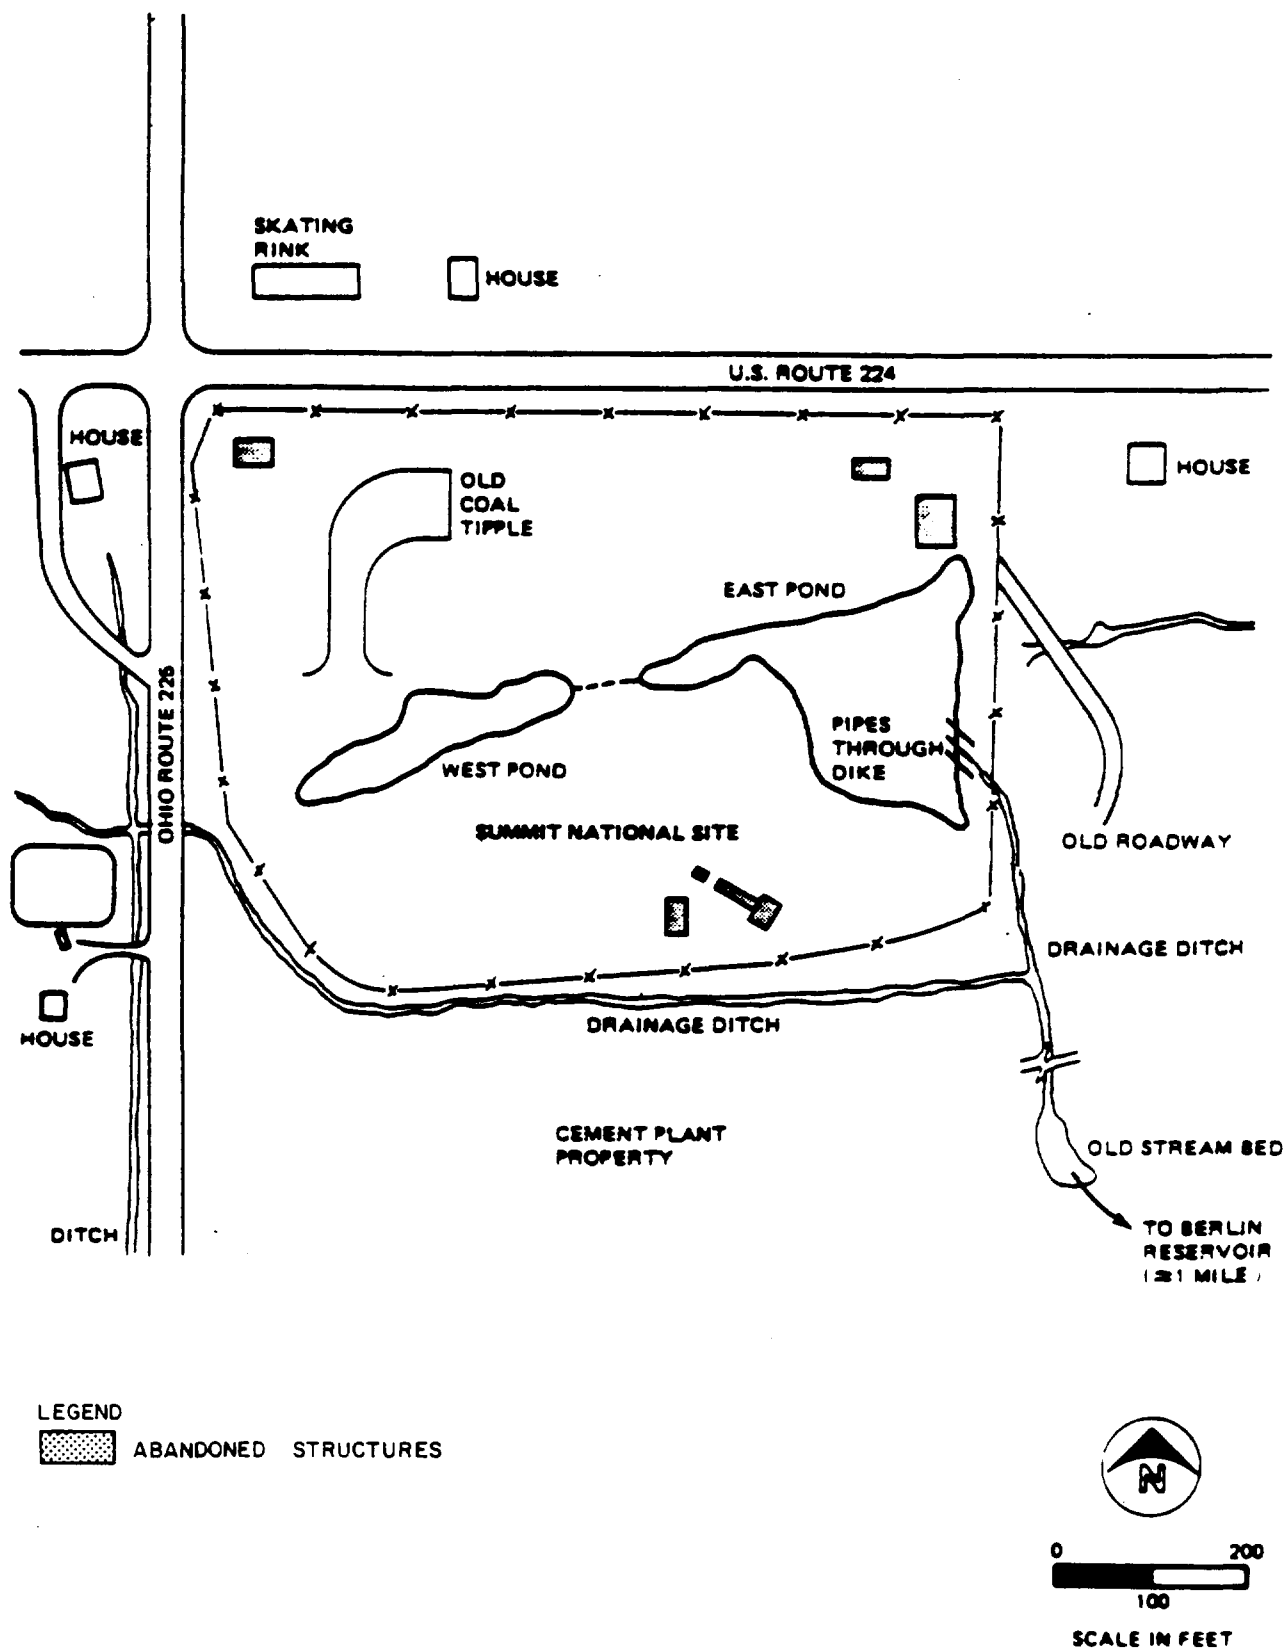 SKATING
RINK
HOUSE
U.S. ROUTE 224
HOUSE
OLD
COAL
TIPPLE
HOUSE
EAST POND
OHIO ROUTE 226
PIPES
THROUGH
DIKE
WEST POND
SUMMIT NATIONAL SITE
OLD ROADWAY
DRAINAGE DITCH
DRAINAGE DITCH
HOUSE
CEMENT PLANT
PROPERTY
OLD STREAM BED
DITCH
TO BERLIN
RESERVOIR
(≅1 MILE)
LEGEND
ABANDONED STRUCTURES
N
0 200
100
SCALE IN FEET